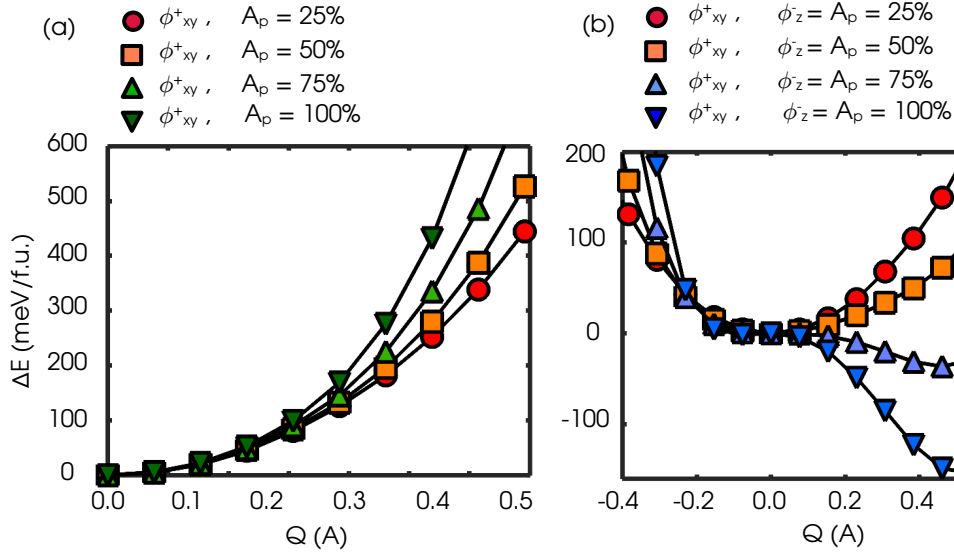 (a)
ϕ⁺xy , Aₚ = 25%
ϕ⁺xy , Aₚ = 50%
ϕ⁺xy , Aₚ = 75%
ϕ⁺xy , Aₚ = 100%
600
500
400
300
200
100
0
ΔE (meV/f.u.)
0.0 0.1 0.2 0.3 0.4 0.5
Q (A)
(b)
ϕ⁺xy , ϕ⁻z = Aₚ = 25%
ϕ⁺xy , ϕ⁻z = Aₚ = 50%
ϕ⁺xy , ϕ⁻z = Aₚ = 75%
ϕ⁺xy , ϕ⁻z = Aₚ = 100%
200
100
0
-100
-0.4 -0.2 0.0 0.2 0.4
Q (A)